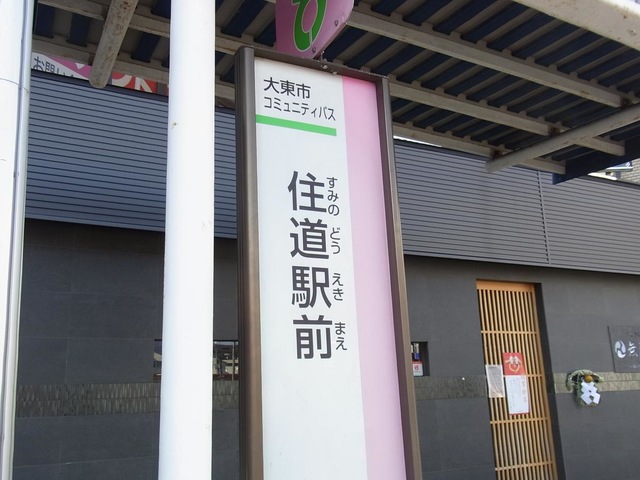 大東市
コミュニティバス
住道駅前
すみの どう えき まえ